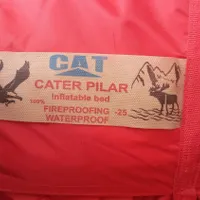 CAT
CATER PILAR
Inflatable bed
100% FIREPROOFING -25
WATERPROOF